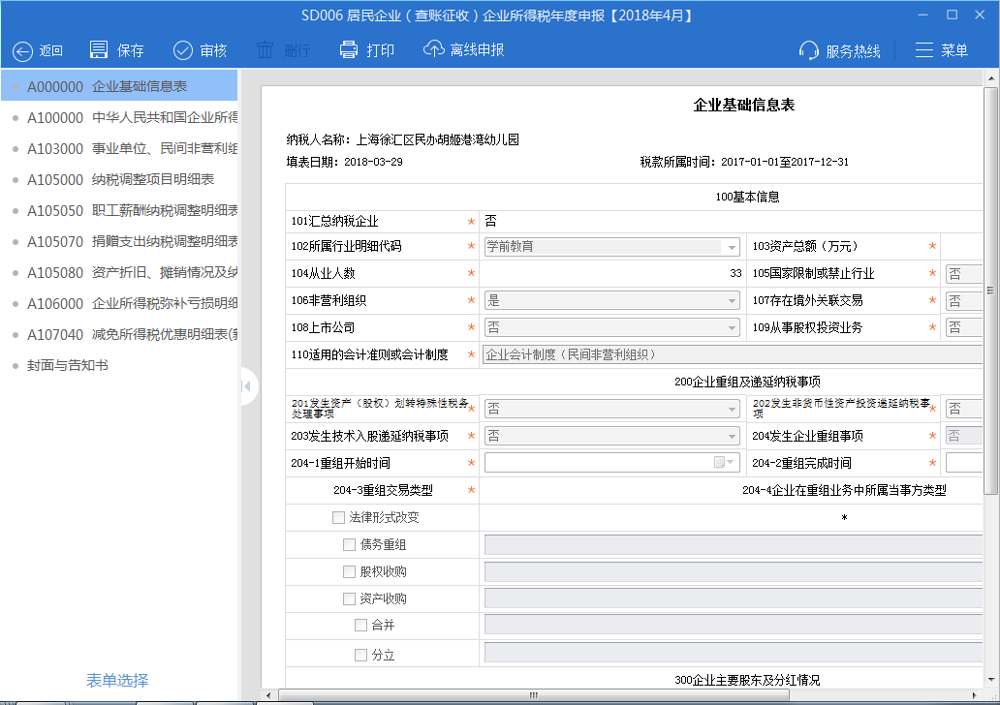 SD006 居民企业（查账征收）企业所得税年度申报【2018年4月】
返回 保存 审核 删行 打印 离线申报 服务热线 菜单
A000000 企业基础信息表
A100000 中华人民共和国企业所得
A103000 事业单位、民间非营利组
A105000 纳税调整项目明细表
A105050 职工薪酬纳税调整明细表
A105070 捐赠支出纳税调整明细表
A105080 资产折旧、摊销情况及纳
A106000 企业所得税弥补亏损明细
A107040 减免所得税优惠明细表(新
封面与告知书
表单选择
企业基础信息表
纳税人名称：上海徐汇区民办胡姬港湾幼儿园
填表日期：2018-03-29 税款所属时间：2017-01-01至2017-12-31
100基本信息
101汇总纳税企业 * 否
102所属行业明细代码 * 学前教育 103资产总额（万元） *
104从业人数 33 105国家限制或禁止行业 * 否
106非营利组织 * 是 107存在境外关联交易 * 否
108上市公司 * 否 109从事股权投资业务 * 否
110适用的会计准则或会计制度 * 企业会计制度（民间非营利组织）
200企业重组及递延纳税事项
201发生资产（股权）划转特殊性税务处理事项 * 否 202发生非货币性资产投资递延纳税事项 * 否
203发生技术入股递延纳税事项 * 否 204发生企业重组事项 * 否
204-1重组开始时间 * 204-2重组完成时间 *
204-3重组交易类型 * 204-4企业在重组业务中所属当事方类型
法律形式改变 *
债务重组
股权收购
资产收购
合并
分立
300企业主要股东及分红情况